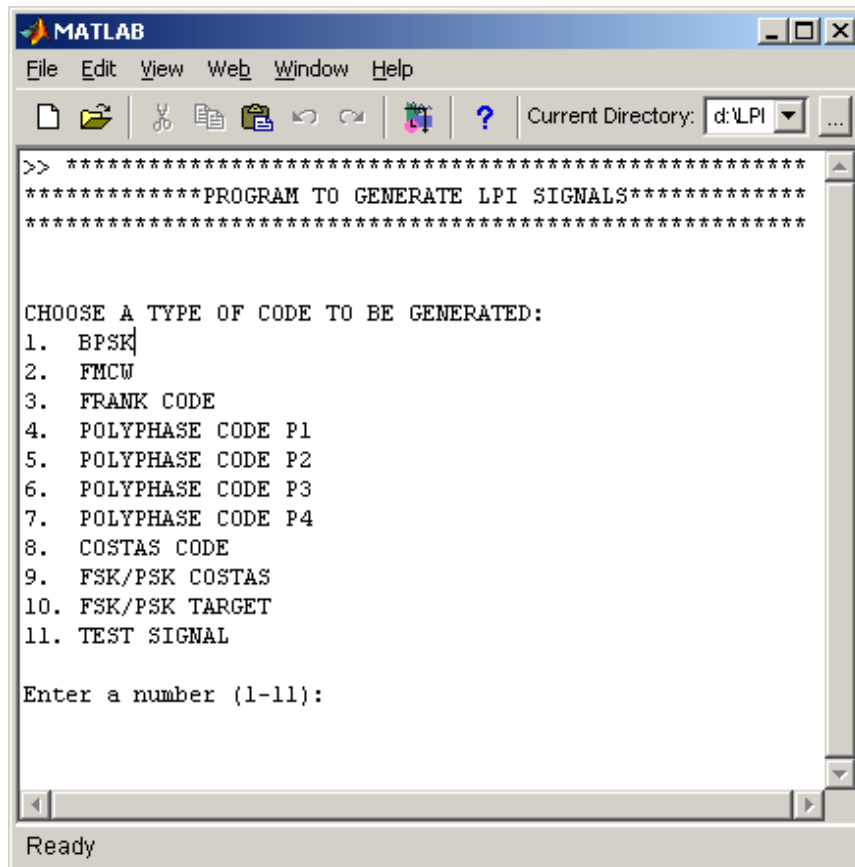 MATLAB
File Edit View Web Window Help
Current Directory: d:\LPI ...
>> ******************************************************
*************PROGRAM TO GENERATE LPI SIGNALS*************
*********************************************************
CHOOSE A TYPE OF CODE TO BE GENERATED:
1. BPSK
2. FMCW
3. FRANK CODE
4. POLYPHASE CODE P1
5. POLYPHASE CODE P2
6. POLYPHASE CODE P3
7. POLYPHASE CODE P4
8. COSTAS CODE
9. FSK/PSK COSTAS
10. FSK/PSK TARGET
11. TEST SIGNAL
Enter a number (1-11):
Ready